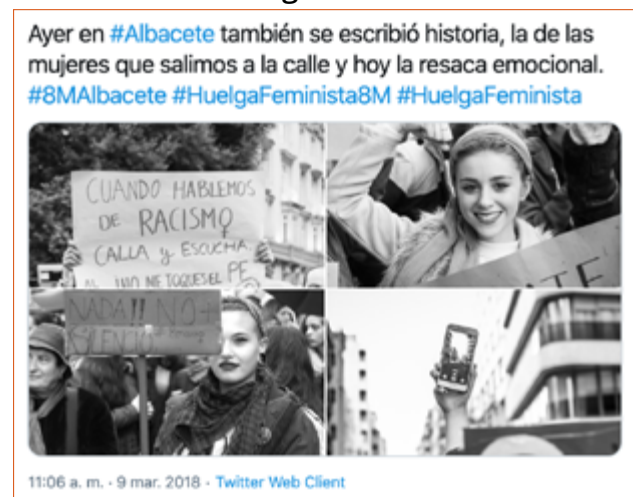 Ayer en #Albacete también se escribió historia, la de las
mujeres que salimos a la calle y hoy la resaca emocional.
#8MAlbacete #HuelgaFeminista8M #HuelgaFeminista
CUANDO HABLEMOS
DE RACISMO
CALLA y ESCUCHA
NADA!! NO+
SILENCIO
11:06 a. m. · 9 mar. 2018 · Twitter Web Client